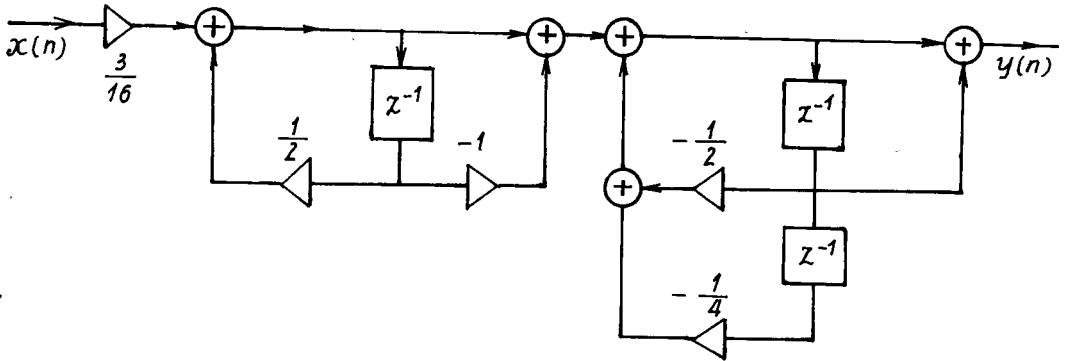 x(n)
3/16
+
z⁻¹
1/2
-1
+
+
z⁻¹
-1/2
+
z⁻¹
-1/4
+
y(n)